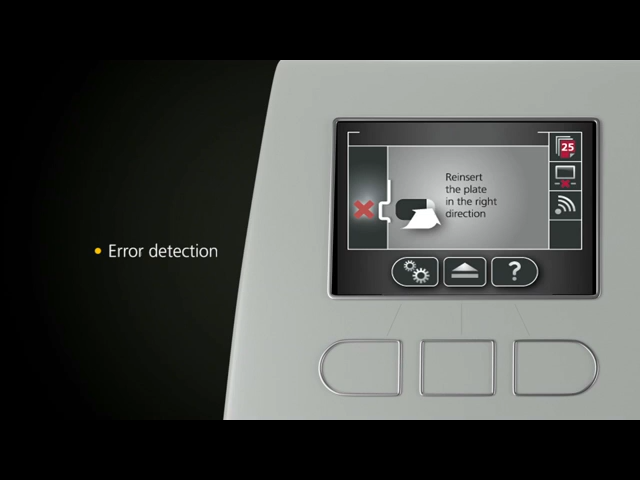 • Error detection
Reinsert
the plate
in the right
direction
25
?